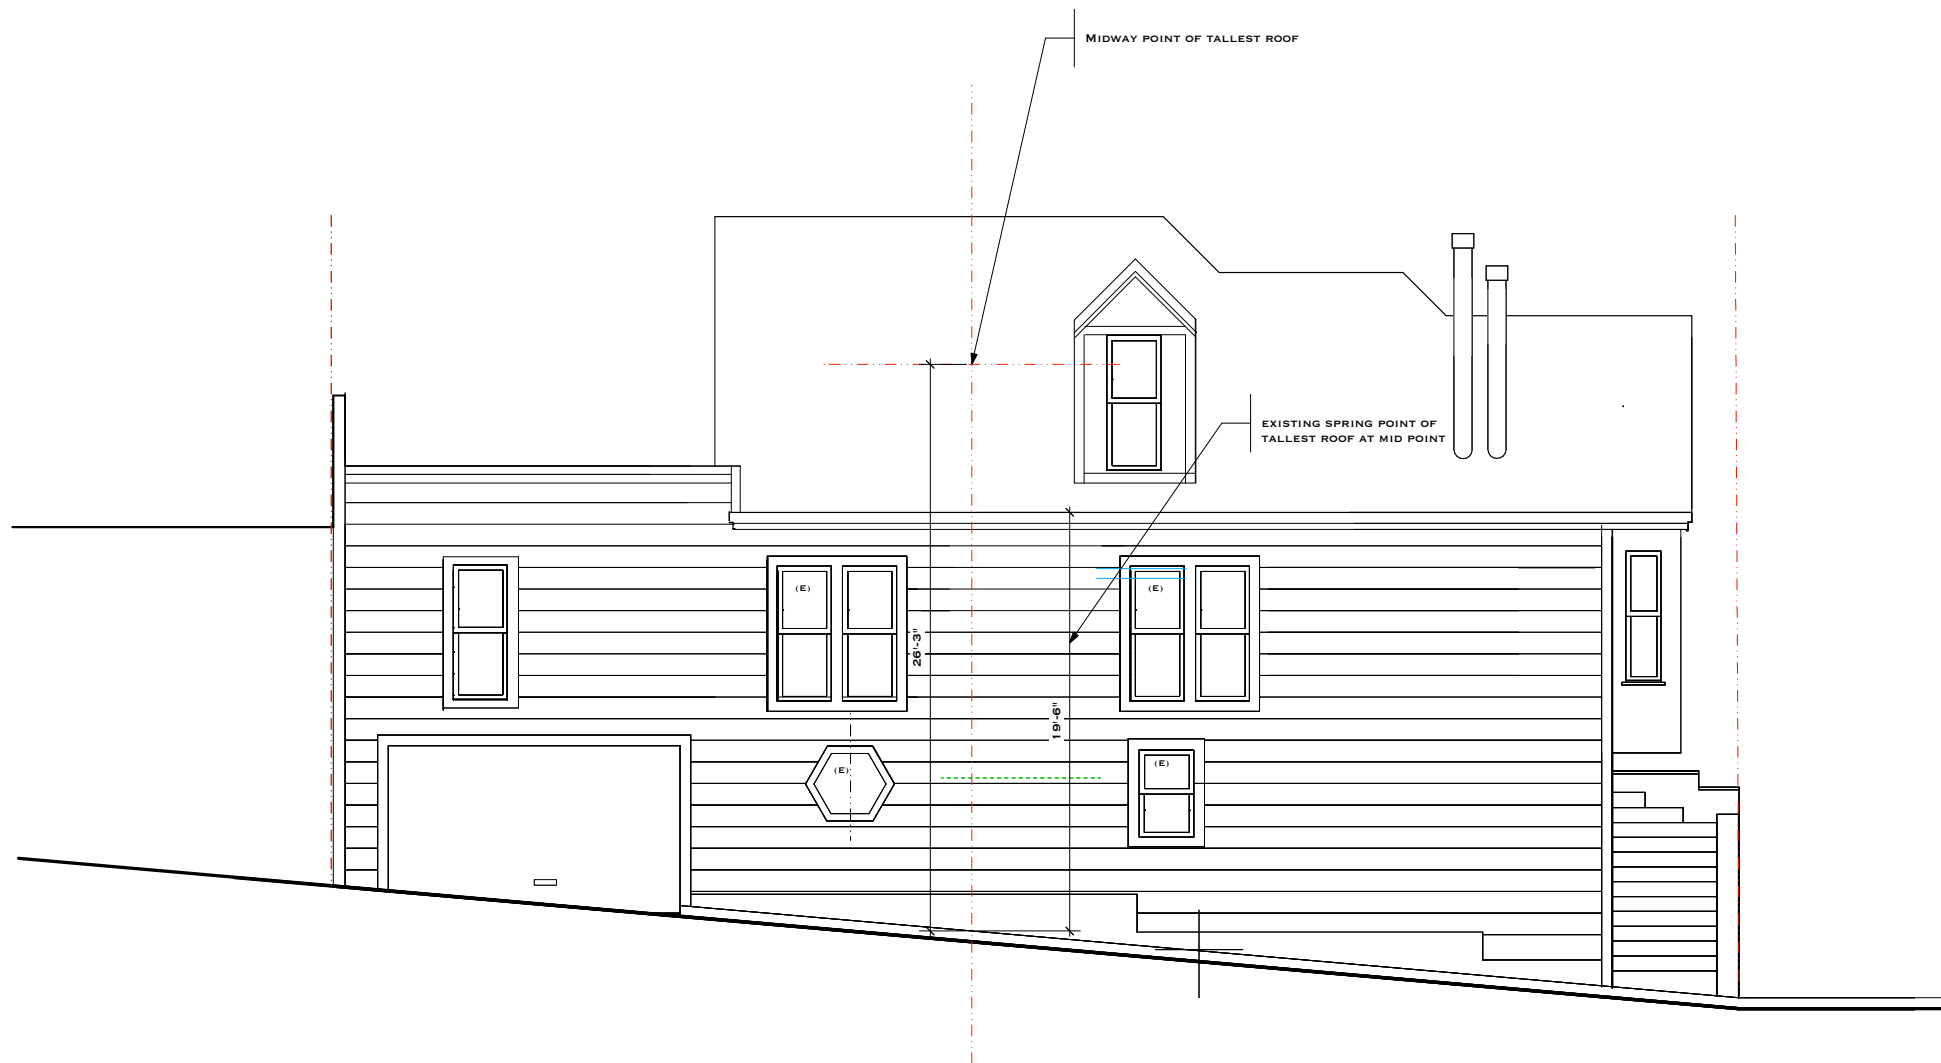 MIDWAY POINT OF TALLEST ROOF
EXISTING SPRING POINT OF
TALLEST ROOF AT MID POINT
(E)
(E)
26'-3"
19'-6"
(E)
(E)